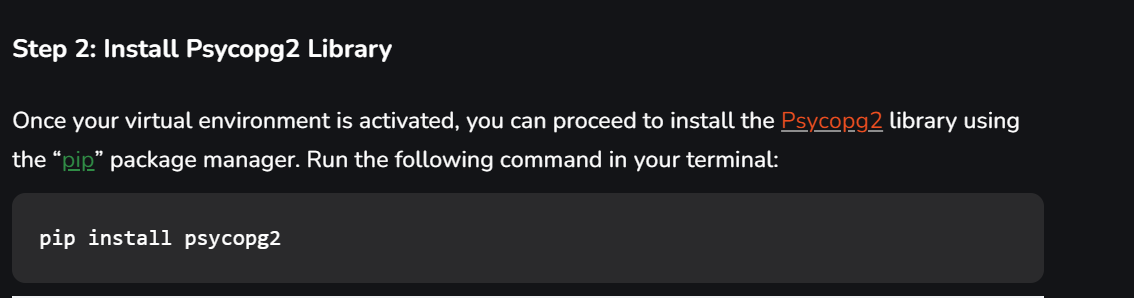 Step 2: Install Psycopg2 Library
Once your virtual environment is activated, you can proceed to install the Psycopg2 library using
the “pip” package manager. Run the following command in your terminal:
pip install psycopg2